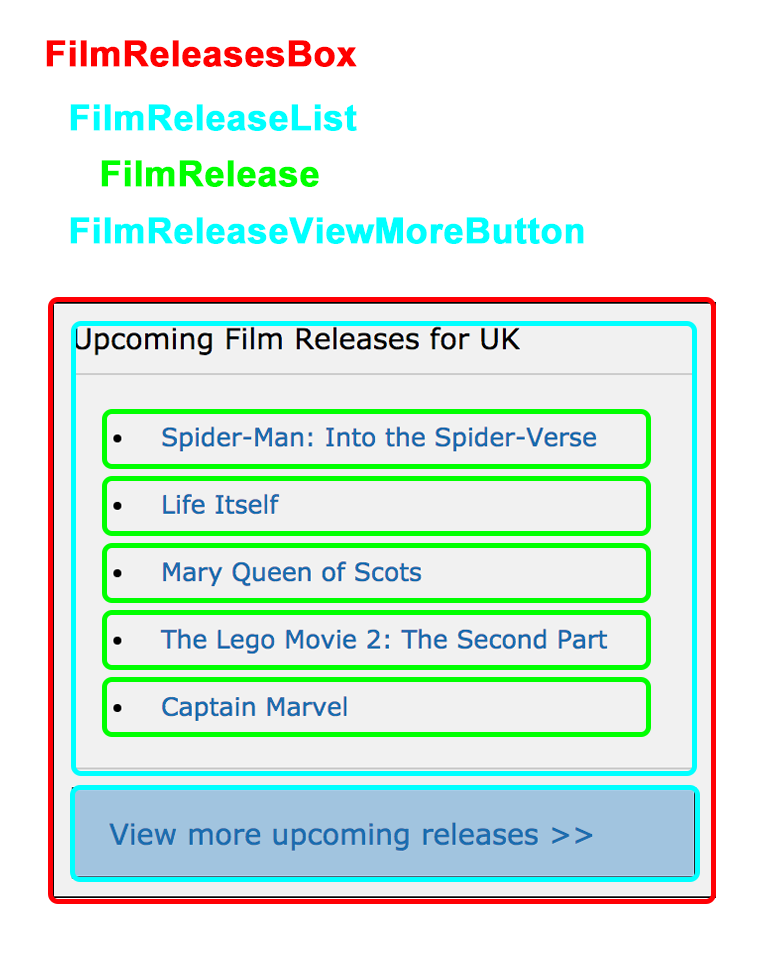 FilmReleasesBox
FilmReleaseList
FilmRelease
FilmReleaseViewMoreButton
Upcoming Film Releases for UK
• Spider-Man: Into the Spider-Verse
• Life Itself
• Mary Queen of Scots
• The Lego Movie 2: The Second Part
• Captain Marvel
View more upcoming releases >>